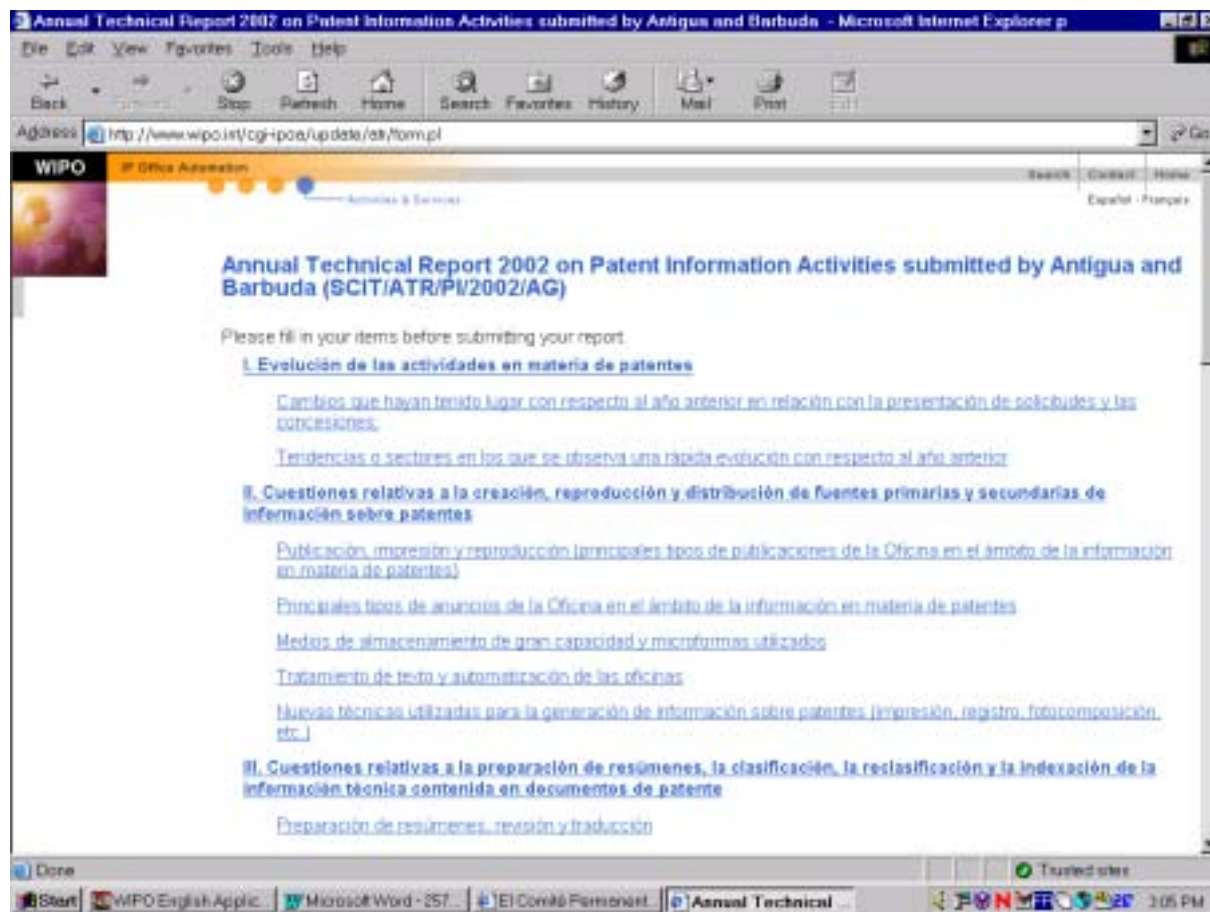 Annual Technical Report 2002 on Patent Information Activities submitted by Antigua and Barbuda - Microsoft Internet Explorer p
File Edit View Favorites Tools Help
Back Stop Refresh Home Search Favorites History Mail Print Edit
Address http://www.wipo.int/cgi-ipoa/update/atr/form.pl Go
WIPO IP Office Automation Search Contact Home
Activities & Services Español - Français
Annual Technical Report 2002 on Patent Information Activities submitted by Antigua and
Barbuda (SCIT/ATR/PI/2002/AG)
Please fill in your items before submitting your report
I. Evolución de las actividades en materia de patentes
Cambios que hayan tenido lugar con respecto al año anterior en relación con la presentación de solicitudes y las
concesiones.
Tendencias o sectores en los que se observa una rápida evolución con respecto al año anterior
II. Cuestiones relativas a la creación, reproducción y distribución de fuentes primarias y secundarias de
información sobre patentes
Publicación, impresión y reproducción (principales tipos de publicaciones de la Oficina en el ámbito de la información
en materia de patentes)
Principales tipos de anuncios de la Oficina en el ámbito de la información en materia de patentes
Medios de almacenamiento de gran capacidad y microformas utilizados
Tratamiento de texto y automatización de las oficinas
Nuevas técnicas utilizadas para la generación de información sobre patentes (impresión, registro, fotocomposición,
etc.)
III. Cuestiones relativas a la preparación de resúmenes, la clasificación, la reclasificación y la indexación de la
información técnica contenida en documentos de patente
Preparación de resúmenes, revisión y traducción
Done Trusted sites
Start WIPO English Applic... Microsoft Word - 257... El Comité Permanent... Annual Technical ... 3:05 PM